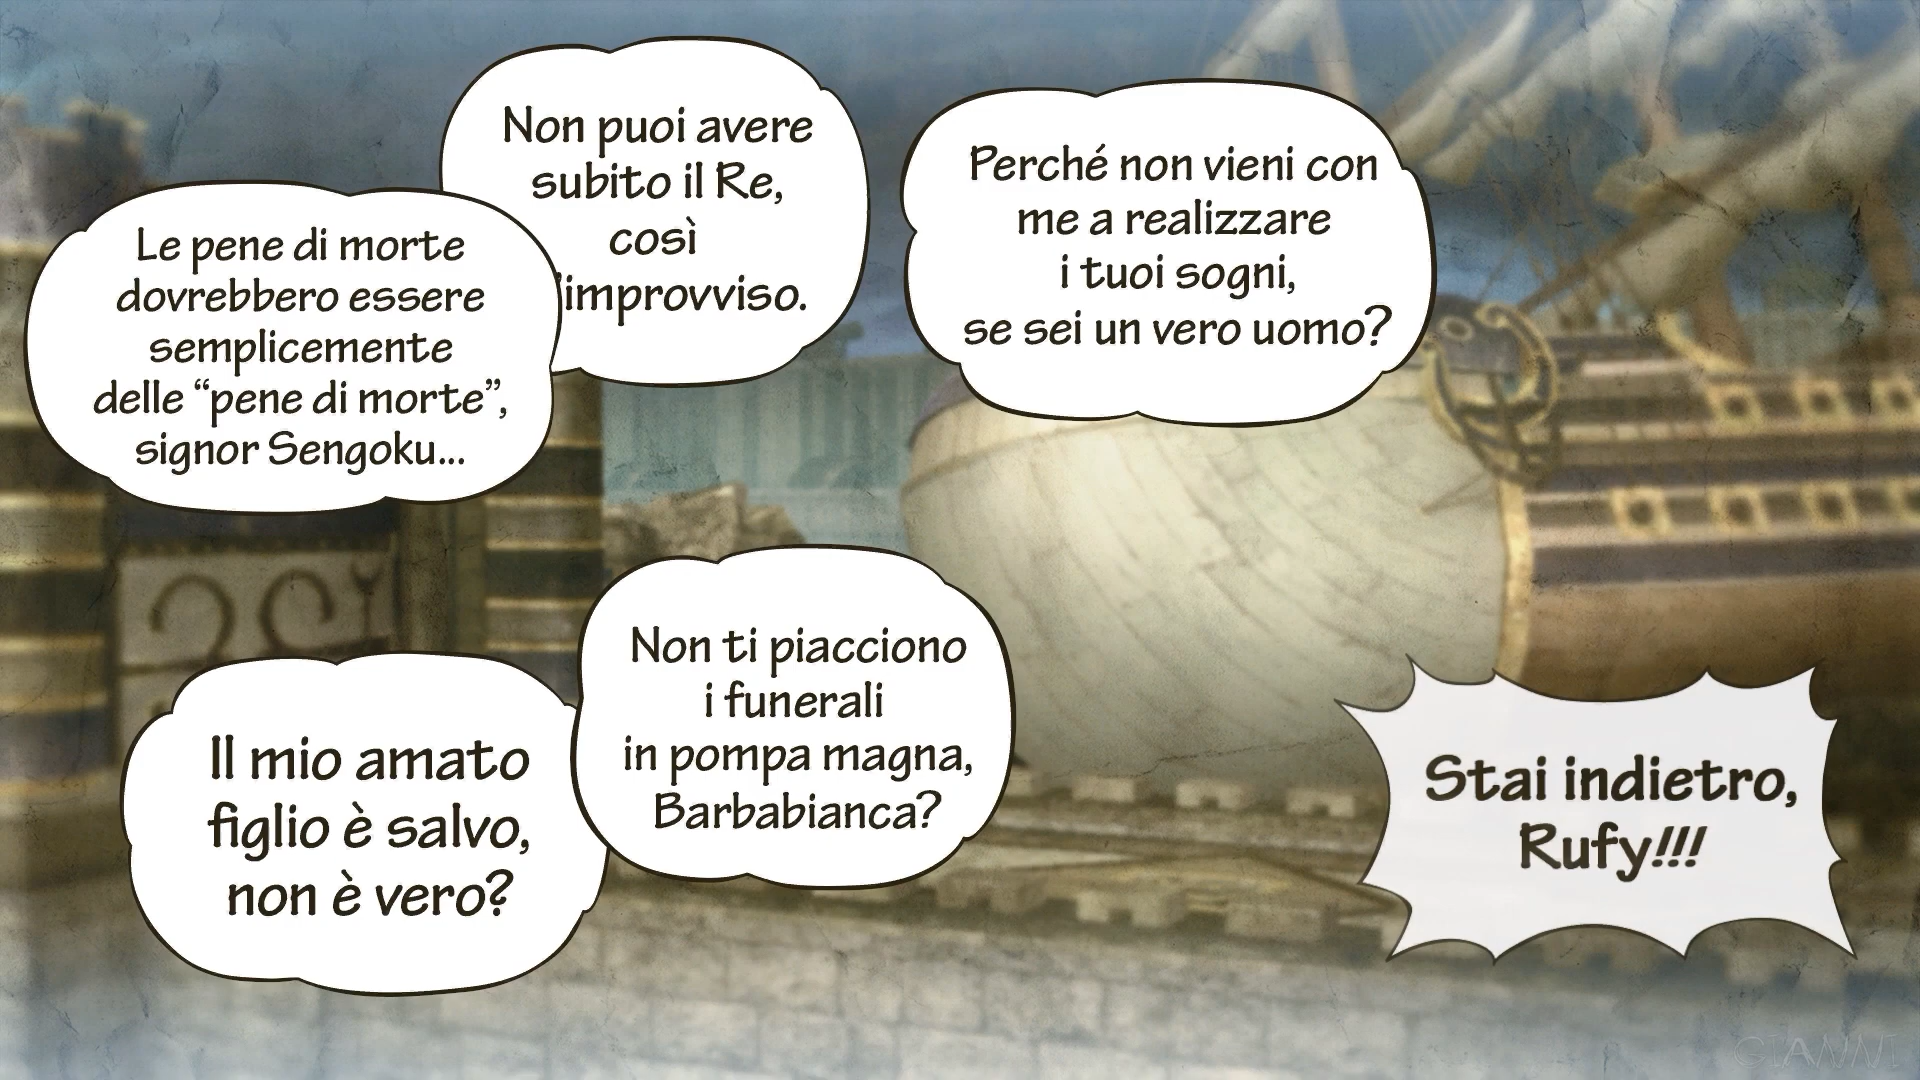 Non puoi avere
subito il Re,
così
'improvviso.
Perché non vieni con
me a realizzare
i tuoi sogni,
se sei un vero uomo?
Le pene di morte
dovrebbero essere
semplicemente
delle “pene di morte”,
signor Sengoku...
Non ti piacciono
i funerali
in pompa magna,
Barbabianca?
Il mio amato
figlio è salvo,
non è vero?
Stai indietro,
Rufy!!!
GIANNI